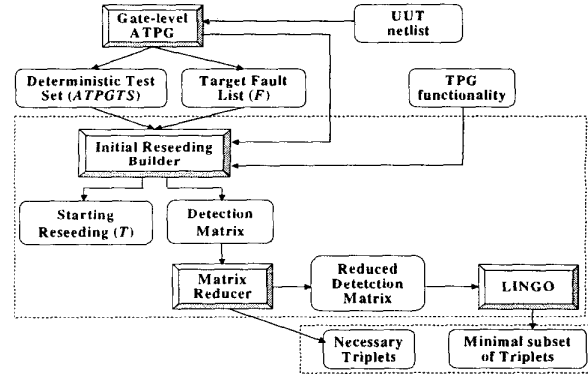 Gate-level
ATPG
UUT
netlist
Deterministic Test
Set (ATPGTS)
Target Fault
List (F)
TPG
functionality
Initial Reseeding
Builder
Starting
Reseeding (T)
Detection
Matrix
Matrix
Reducer
Reduced
Detetction
Matrix
LINGO
Necessary
Triplets
Minimal subset
of Triplets